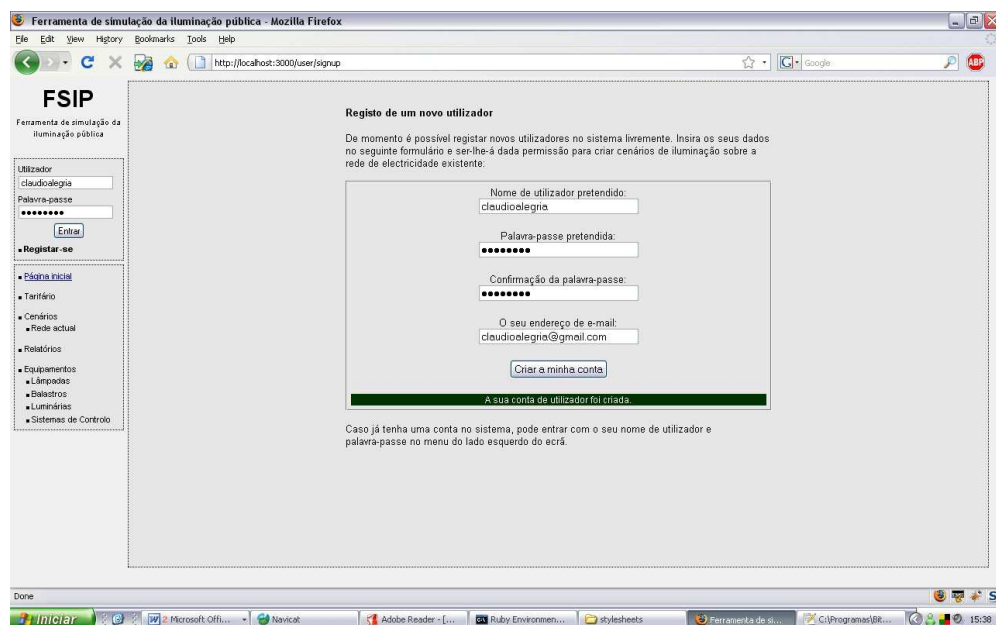 Ferramenta de simulação da iluminação pública - Mozilla Firefox
File Edit View History Bookmarks Tools Help
http://localhost:3000/user/signup
G Google
ABP
FSIP
Ferramenta de simulação da
iluminação pública
Utilizador
claudioalegria
Palavra-passe
Entrar
Registar-se
Página inicial
Tarifário
Cenários
Rede actual
Relatórios
Equipamentos
Lâmpadas
Balastros
Luminárias
Sistemas de Controlo
Registo de um novo utilizador
De momento é possível registar novos utilizadores no sistema livremente. Insira os seus dados
no seguinte formulário e ser-lhe-á dada permissão para criar cenários de iluminação sobre a
rede de electricidade existente:
Nome de utilizador pretendido:
claudioalegria
Palavra-passe pretendida:
Confirmação da palavra-passe:
O seu endereço de e-mail:
claudioalegria@gmail.com
Criar a minha conta
A sua conta de utilizador foi criada.
Caso já tenha uma conta no sistema, pode entrar com o seu nome de utilizador e
palavra-passe no menu do lado esquerdo do ecrã.
Done
S
Iniciar
2 Microsoft Offi...
Navicat
Adobe Reader - [...
Ruby Environmen...
stylesheets
Ferramenta de si...
C:\Programas\Bit...
15:38